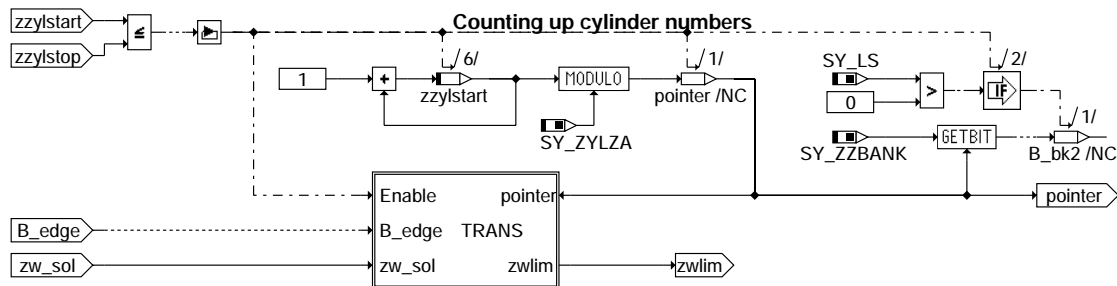 Counting up cylinder numbers
zzylstart
zzylstop
≤
/6/
/1/
SY_LS
/2/
1
+
MODULO
zzylstart
pointer /NC
0
>
IF
/1/
SY_ZYLZA
SY_ZZBANK
GETBIT
B_bk2 /NC
Enable
pointer
pointer
B_edge
B_edge
TRANS
zw_sol
zw_sol
zwlim
zwlim